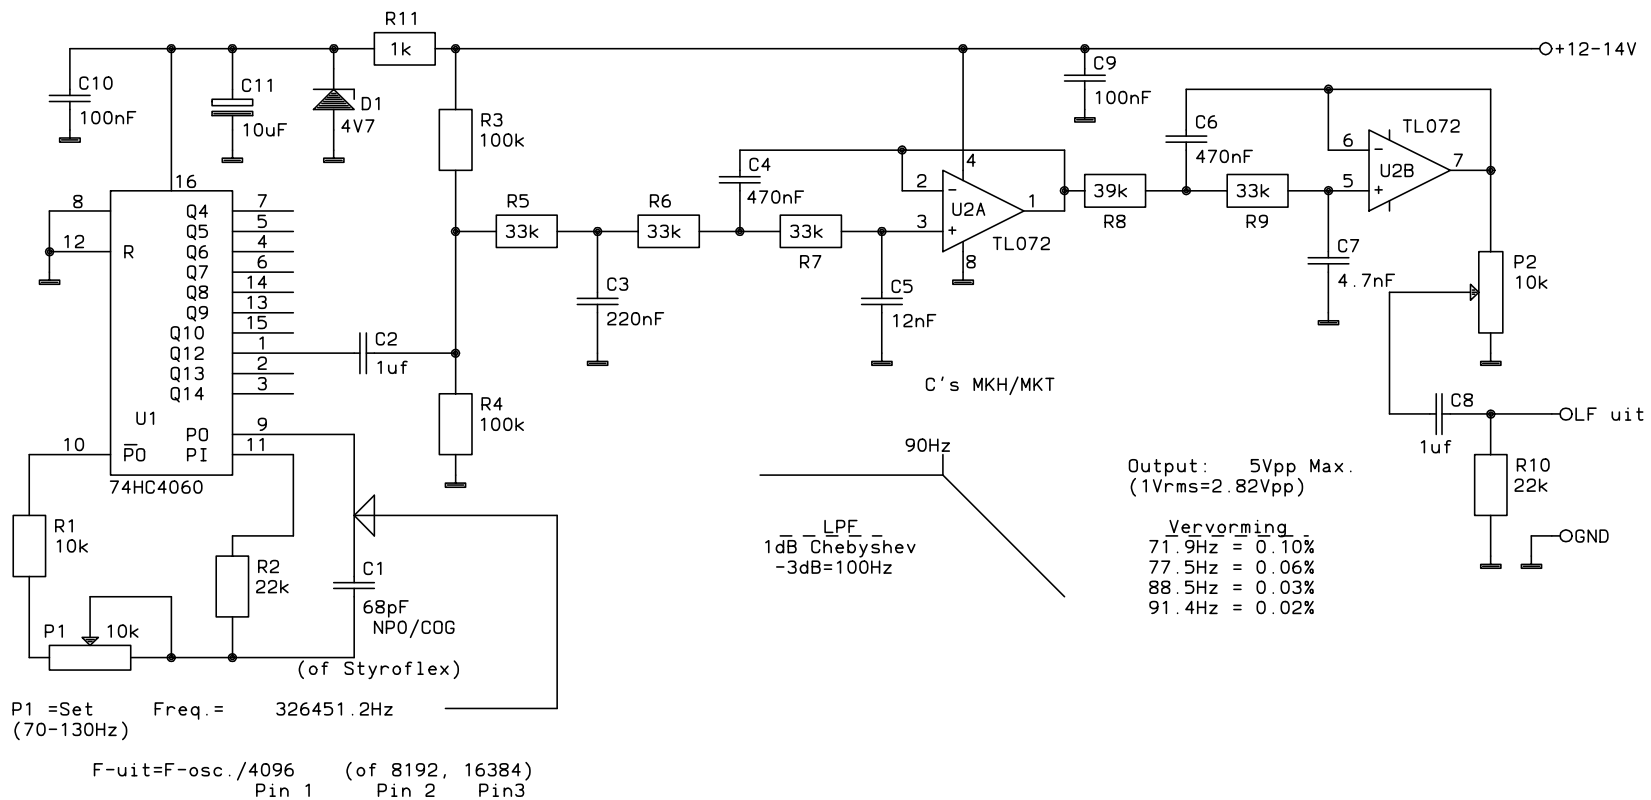 R11
1k
+12-14V
C10
100nF
C11
10uF
D1
4V7
R3
100k
C9
100nF
C6
470nF
TL072
6
-
U2B
7
5
+
C4
470nF
4
2
-
U2A
1
3
+
TL072
8
39k
R8
33k
R9
R5
33k
R6
33k
33k
R7
C7
4.7nF
P2
10k
C3
220nF
C5
12nF
16
8
12
R
Q4
7
Q5
5
Q6
4
Q7
6
Q8
14
Q9
13
Q10
15
Q12
1
Q13
2
Q14
3
U1
PO
9
PI
11
10
PO
74HC4060
C2
1uf
R4
100k
C's MKH/MKT
C8
1uf
LF uit
R10
22k
GND
90Hz
LPF
1dB Chebyshev
-3dB=100Hz
Output: 5Vpp Max.
(1Vrms=2.82Vpp)
Vervorming
71.9Hz = 0.10%
77.5Hz = 0.06%
88.5Hz = 0.03%
91.4Hz = 0.02%
R1
10k
R2
22k
C1
68pF
NPO/COG
P1
10k
(of Styroflex)
P1 =Set Freq.= 326451.2Hz
(70-130Hz)
F-uit=F-osc./4096 (of 8192, 16384)
Pin 1 Pin 2 Pin3